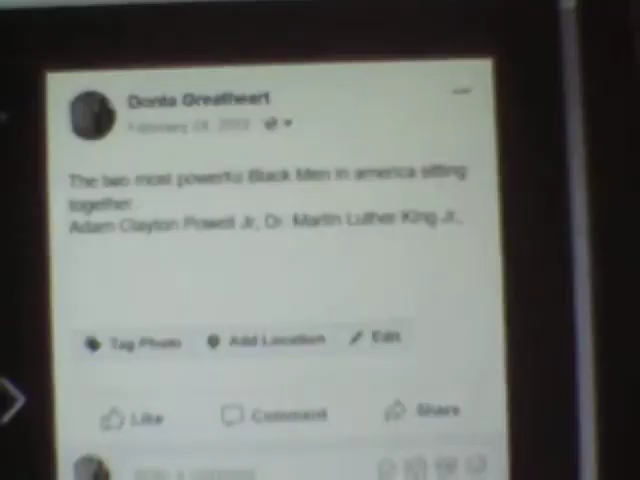 Donta Greatheart
February
The two most powerful Black Men in america sitting
together.
Adam Clayton Powell Jr, Dr. Martin Luther King Jr,
Tag Photo Add Location Edit
Like Comment Share